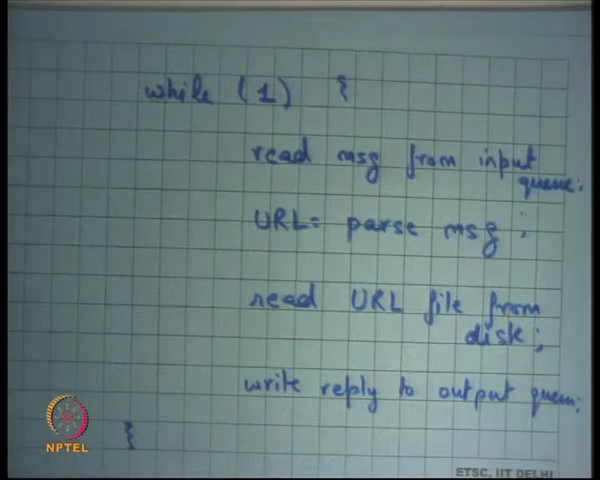 while (1) {
read msg from input
queue;
URL= parse msg ;
read URL file from
disk;
write reply to output queue;
}
NPTEL
ETSC, IIT DELHI